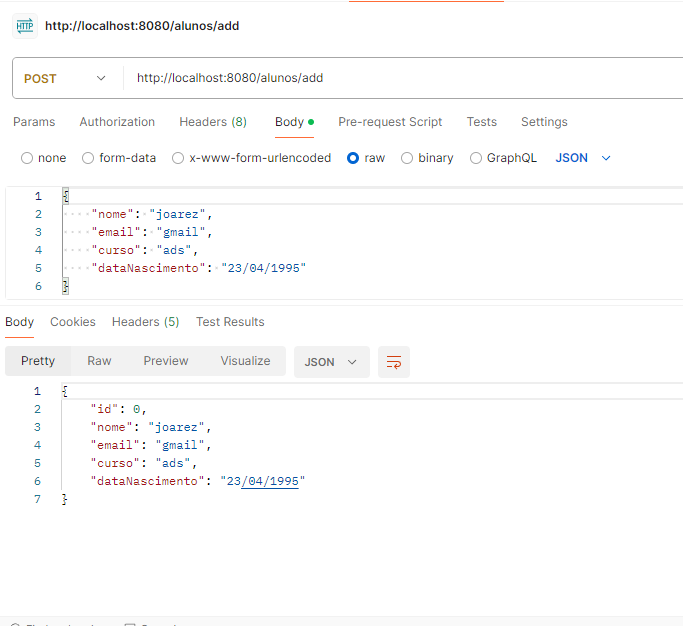 HTTP http://localhost:8080/alunos/add
POST http://localhost:8080/alunos/add
Params Authorization Headers (8) Body Pre-request Script Tests Settings
none form-data x-www-form-urlencoded raw binary GraphQL JSON
1 {
2 "nome": "joarez",
3 "email": "gmail",
4 "curso": "ads",
5 "dataNascimento": "23/04/1995"
6 }
Body Cookies Headers (5) Test Results
Pretty Raw Preview Visualize JSON
1 {
2 "id": 0,
3 "nome": "joarez",
4 "email": "gmail",
5 "curso": "ads",
6 "dataNascimento": "23/04/1995"
7 }